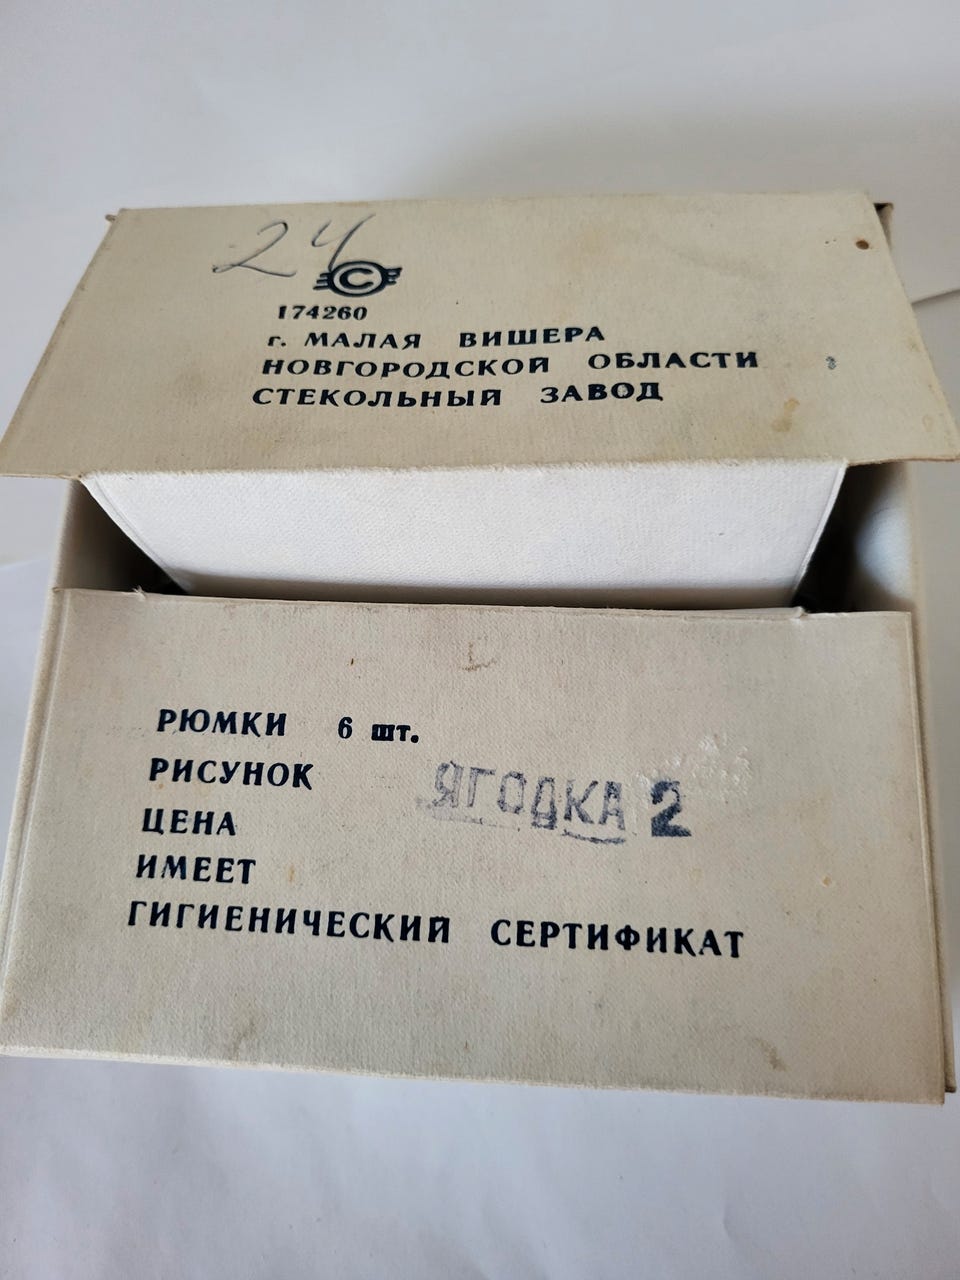 24
C
174260
г. МАЛАЯ ВИШЕРА
НОВГОРОДСКОЙ ОБЛАСТИ
СТЕКОЛЬНЫЙ ЗАВОД
РЮМКИ 6 шт.
РИСУНОК ЯГОДКА 2
ЦЕНА
ИМЕЕТ
ГИГИЕНИЧЕСКИЙ СЕРТИФИКАТ